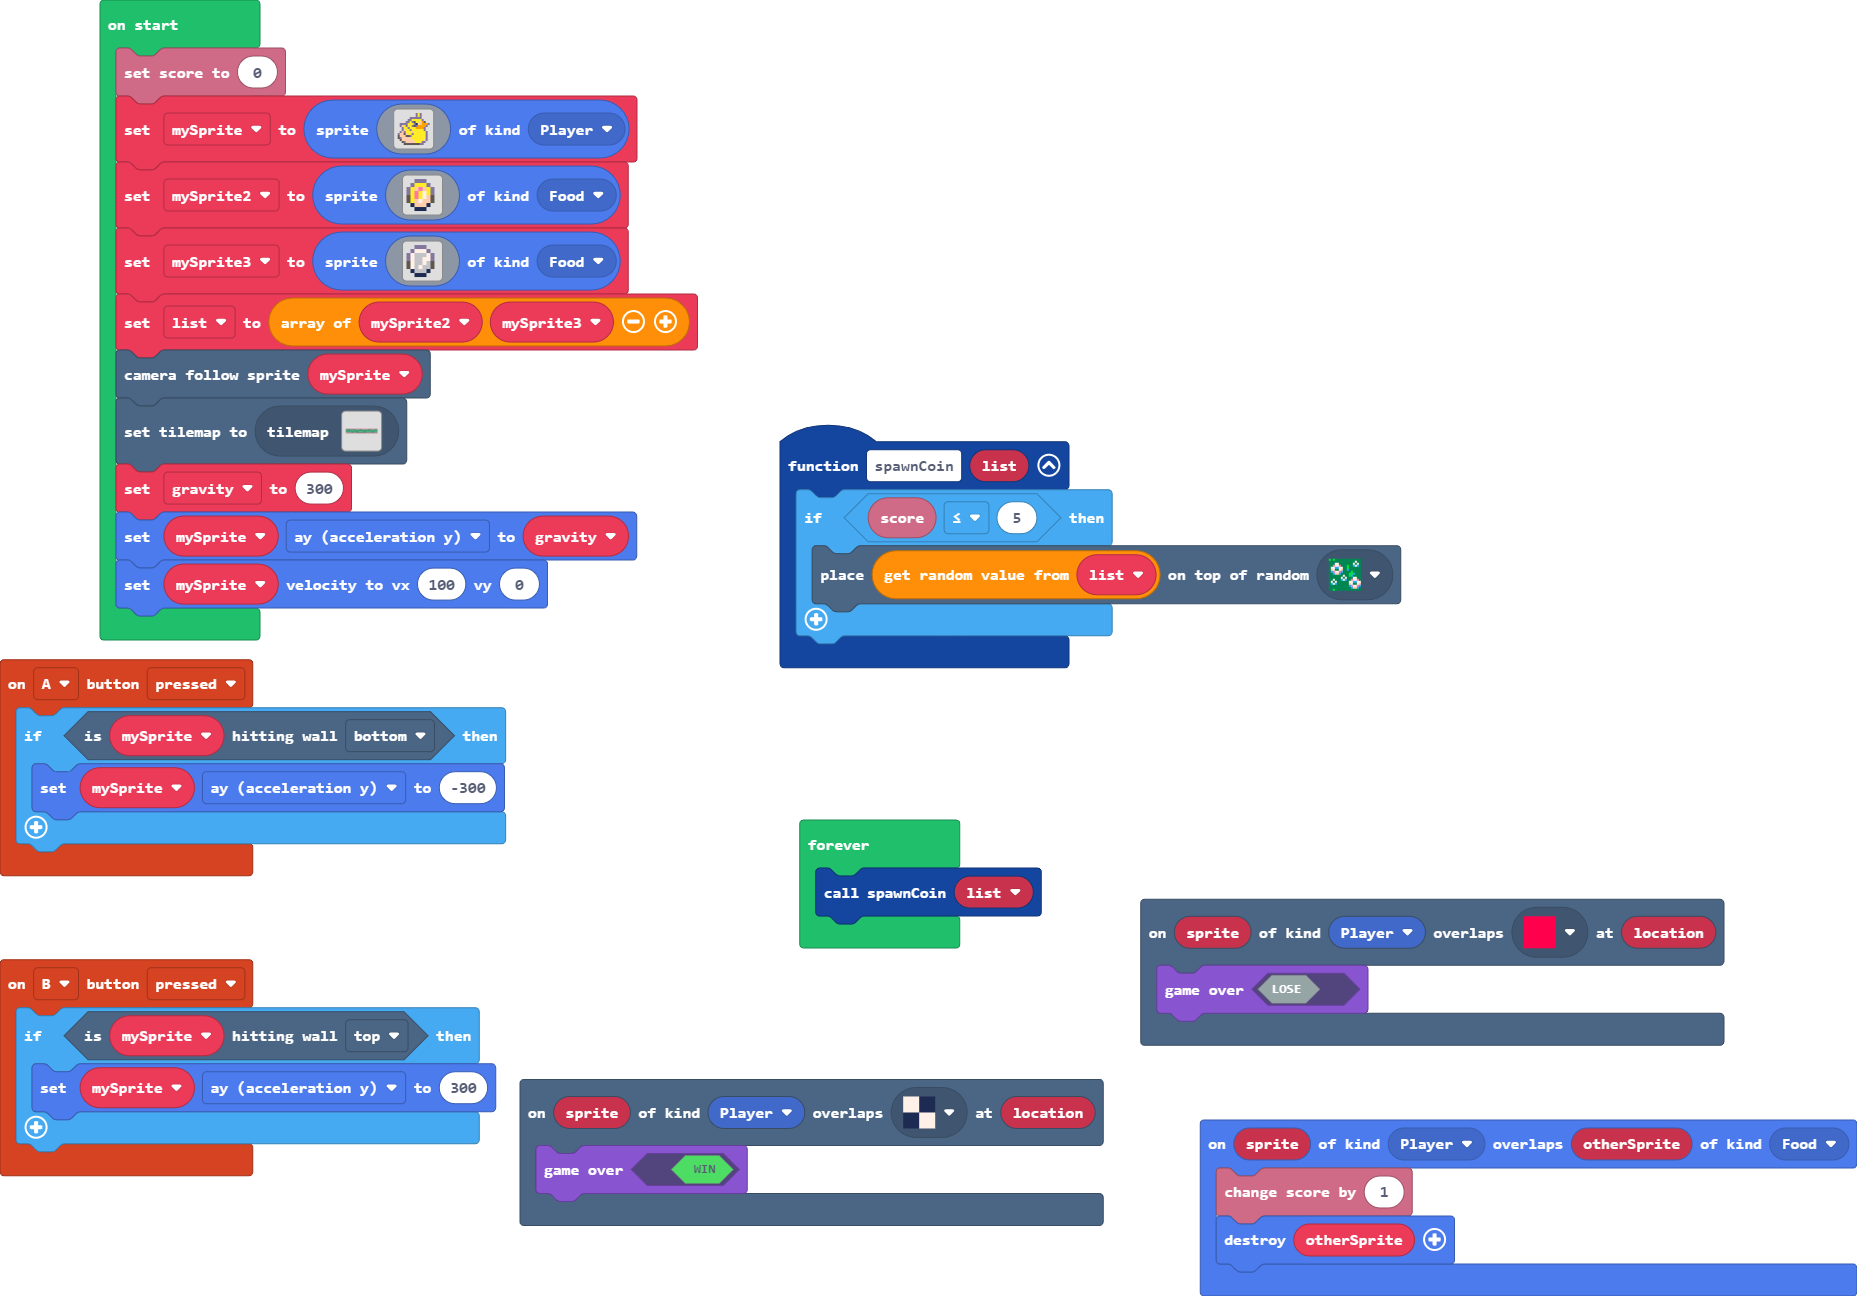 on start
set score to 0
set mySprite to sprite of kind Player
set mySprite2 to sprite of kind Food
set mySprite3 to sprite of kind Food
set list to array of mySprite2 mySprite3
camera follow sprite mySprite
set tilemap to tilemap
set gravity to 300
set mySprite ay (acceleration y) to gravity
set mySprite velocity to vx 100 vy 0
function spawnCoin list
if score ≤ 5 then
place get random value from list on top of random
on A button pressed
if is mySprite hitting wall bottom then
set mySprite ay (acceleration y) to -300
forever
call spawnCoin list
on sprite of kind Player overlaps at location
game over LOSE
on B button pressed
if is mySprite hitting wall top then
set mySprite ay (acceleration y) to 300
on sprite of kind Player overlaps at location
game over WIN
on sprite of kind Player overlaps otherSprite of kind Food
change score by 1
destroy otherSprite